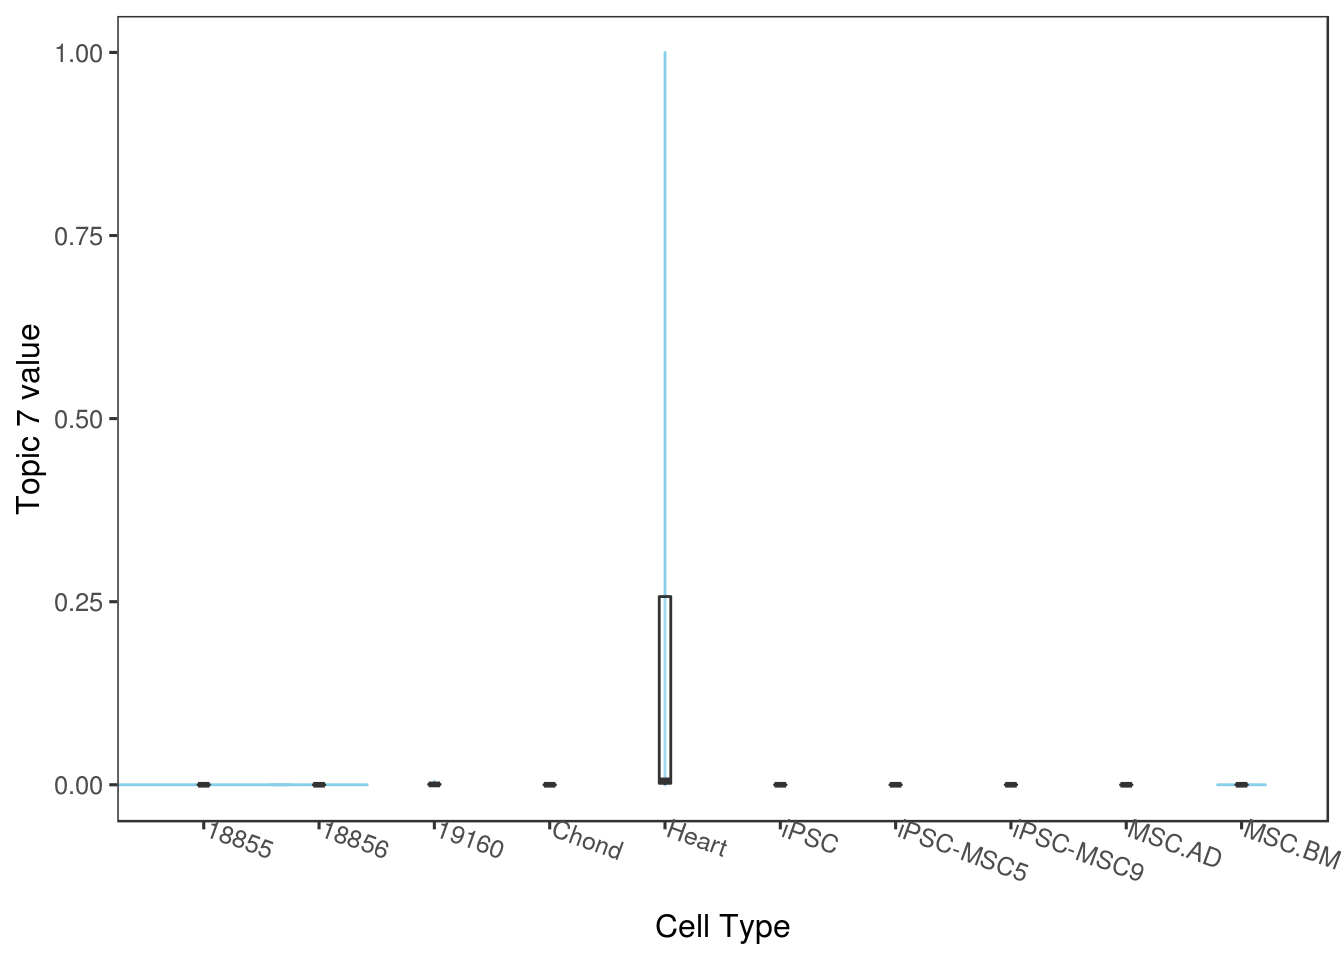 1.00
0.75
0.50
0.25
0.00
Topic 7 value
18855
18856
19160
Chond
Heart
iPSC
iPSC-MSC5
iPSC-MSC9
MSC.AD
MSC.BM
Cell Type